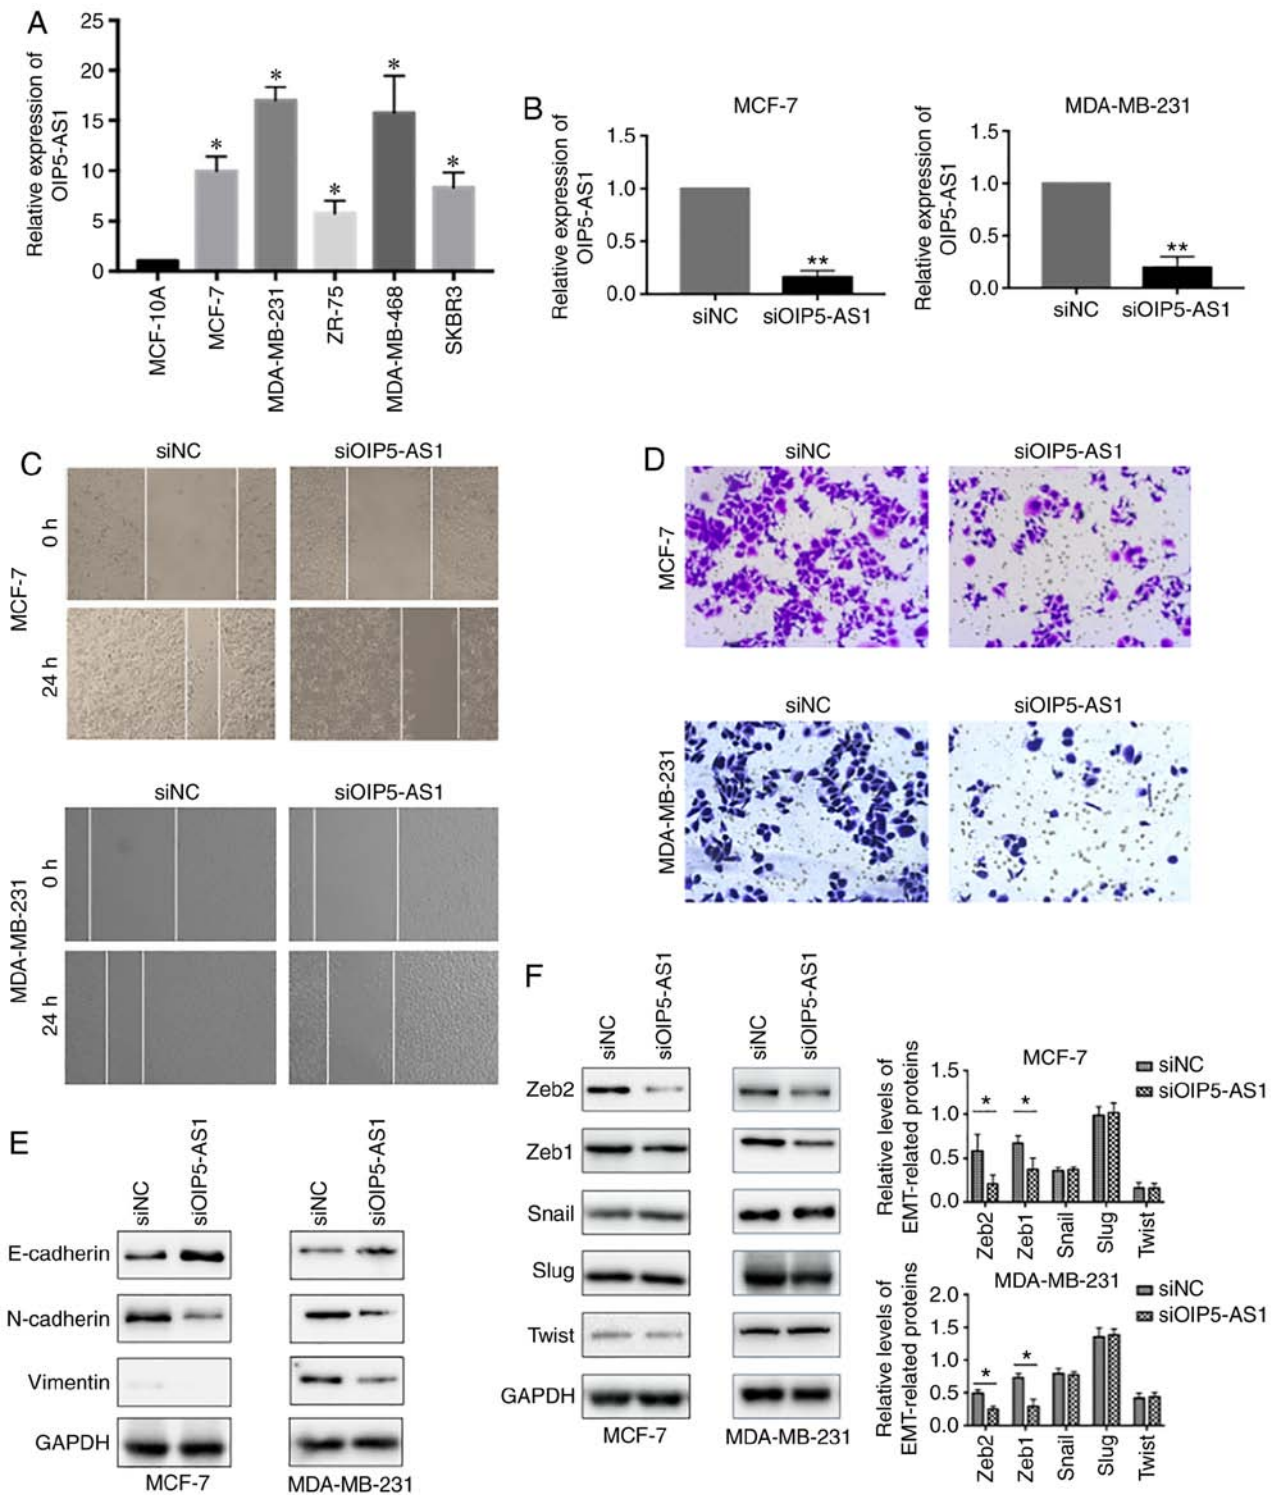 A
Relative expression of
OIP5-AS1
25
20
15
10
5
0
*
*
*
*
*
MCF-10A
MCF-7
MDA-MB-231
ZR-75
MDA-MB-468
SKBR3
B
MCF-7
Relative expression of
OIP5-AS1
1.5
1.0
0.5
0.0
**
siNC
siOIP5-AS1
MDA-MB-231
Relative expression of
OIP5-AS1
1.5
1.0
0.5
0.0
**
siNC
siOIP5-AS1
C
siNC
siOIP5-AS1
MCF-7
0 h
24 h
siNC
siOIP5-AS1
MDA-MB-231
0 h
24 h
D
siNC
siOIP5-AS1
MCF-7
siNC
siOIP5-AS1
MDA-MB-231
E
siNC
siOIP5-AS1
siNC
siOIP5-AS1
E-cadherin
N-cadherin
Vimentin
GAPDH
MCF-7
MDA-MB-231
F
siNC
siOIP5-AS1
siNC
siOIP5-AS1
Zeb2
Zeb1
Snail
Slug
Twist
GAPDH
MCF-7
MDA-MB-231
MCF-7
siNC
siOIP5-AS1
Relative levels of
EMT-related proteins
1.5
1.0
0.5
0.0
*
*
Zeb2
Zeb1
Snail
Slug
Twist
MDA-MB-231
siNC
siOIP5-AS1
Relative levels of
EMT-related proteins
2.0
1.5
1.0
0.5
0.0
*
*
Zeb2
Zeb1
Snail
Slug
Twist